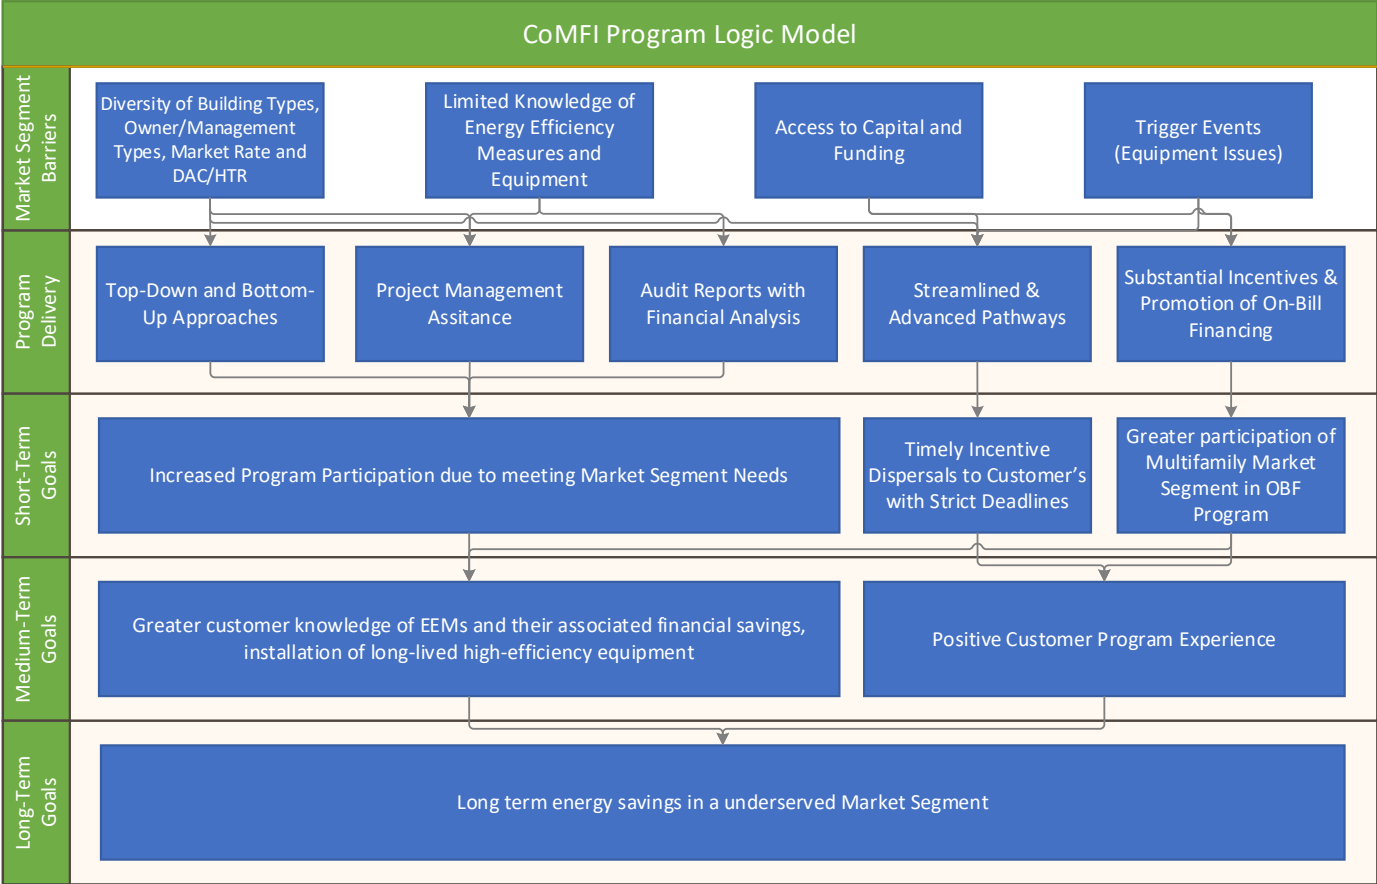 CoMFI Program Logic Model
Market Segment
Barriers
Diversity of Building Types,
Owner/Management
Types, Market Rate and
DAC/HTR
Limited Knowledge of
Energy Efficiency
Measures and
Equipment
Access to Capital and
Funding
Trigger Events
(Equipment Issues)
Program
Delivery
Top-Down and Bottom-
Up Approaches
Project Management
Assitance
Audit Reports with
Financial Analysis
Streamlined &
Advanced Pathways
Substantial Incentives &
Promotion of On-Bill
Financing
Short-Term
Goals
Increased Program Participation due to meeting Market Segment Needs
Timely Incentive
Dispersals to Customer’s
with Strict Deadlines
Greater participation of
Multifamily Market
Segment in OBF
Program
Medium-Term
Goals
Greater customer knowledge of EEMs and their associated financial savings,
installation of long-lived high-efficiency equipment
Positive Customer Program Experience
Long-Term
Goals
Long term energy savings in a underserved Market Segment